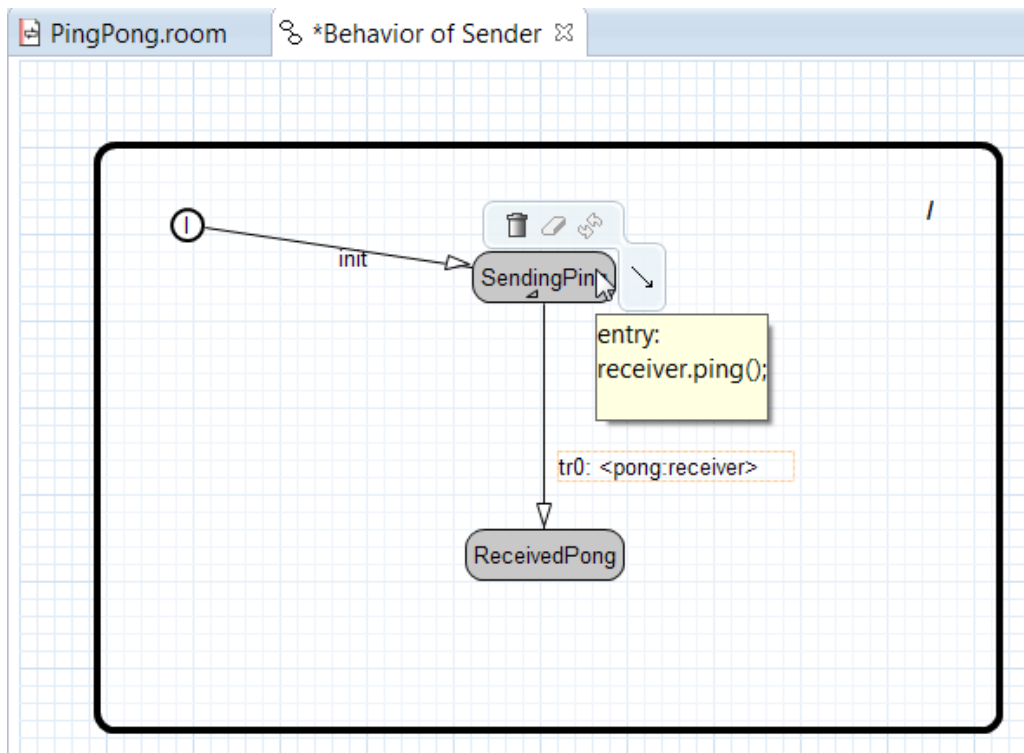 PingPong.room
*Behavior of Sender
I
/
init
SendingPin
entry:
receiver.ping();
tr0: <pong:receiver>
ReceivedPong